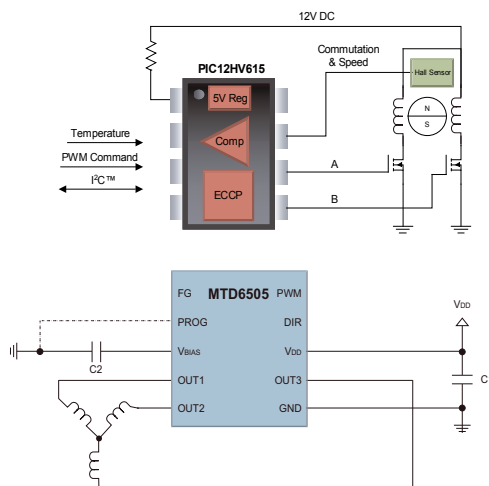 12V DC
PIC12HV615
Commutation
& Speed
Hall Sensor
5V Reg
N
S
Comp
Temperature
PWM Command
I²C™
A
ECCP
B
FG MTD6505 PWM
PROG DIR
VDD
VBIAS VDD
C2
C
OUT1 OUT3
OUT2 GND